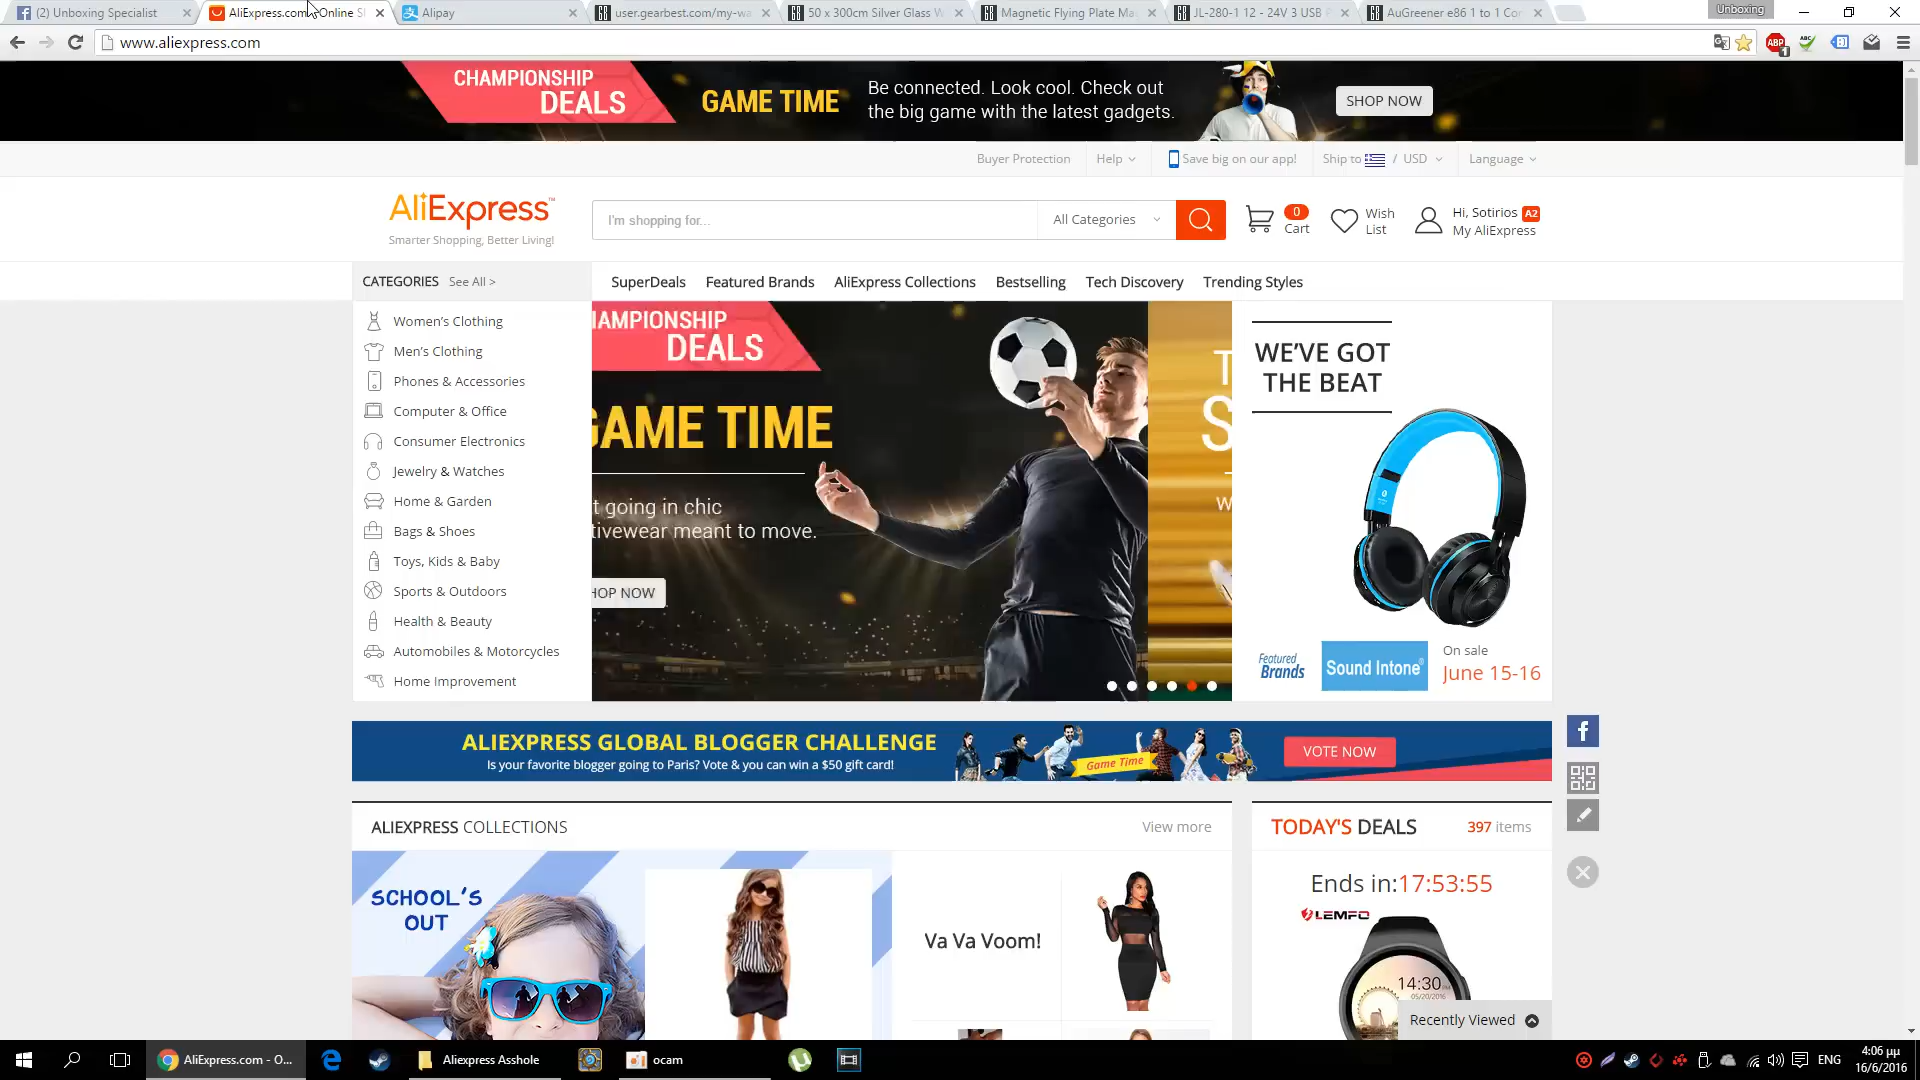 (2) Unboxing Specialist
AliExpress.com - Online S
Alipay
user.gearbest.com/my-wa
50 x 300cm Silver Glass W
Magnetic Flying Plate Ma
JL-280-1 12 - 24V 3 USB P
AuGreener e86 1 to 1 Con
Unboxing
www.aliexpress.com
ABP
1
ABC
CHAMPIONSHIP
DEALS
GAME TIME
Be connected. Look cool. Check out
the big game with the latest gadgets.
SHOP NOW
Buyer Protection
Help
Save big on our app!
Ship to / USD
Language
AliExpress™
Smarter Shopping, Better Living!
I'm shopping for...
All Categories
0
Cart
Wish
List
Hi, Sotirios A2
My AliExpress
CATEGORIES See All >
SuperDeals
Featured Brands
AliExpress Collections
Bestselling
Tech Discovery
Trending Styles
Women's Clothing
Men's Clothing
Phones & Accessories
Computer & Office
Consumer Electronics
Jewelry & Watches
Home & Garden
Bags & Shoes
Toys, Kids & Baby
Sports & Outdoors
Health & Beauty
Automobiles & Motorcycles
Home Improvement
IAMPIONSHIP
DEALS
GAME TIME
t going in chic
tivewear meant to move.
HOP NOW
T
S
W
WE'VE GOT
THE BEAT
Featured
Brands
Sound Intone®
On sale
June 15-16
ALIEXPRESS GLOBAL BLOGGER CHALLENGE
Is your favorite blogger going to Paris? Vote & you can win a $50 gift card!
Game Time
VOTE NOW
ALIEXPRESS COLLECTIONS
View more
TODAY'S DEALS
397 items
SCHOOL'S
OUT
Va Va Voom!
Ends in:17:53:55
LEMFO
14:30
05/20/2016
Recently Viewed
AliExpress.com - O...
Aliexpress Asshole
ocam
ENG
4:06 μμ
16/6/2016